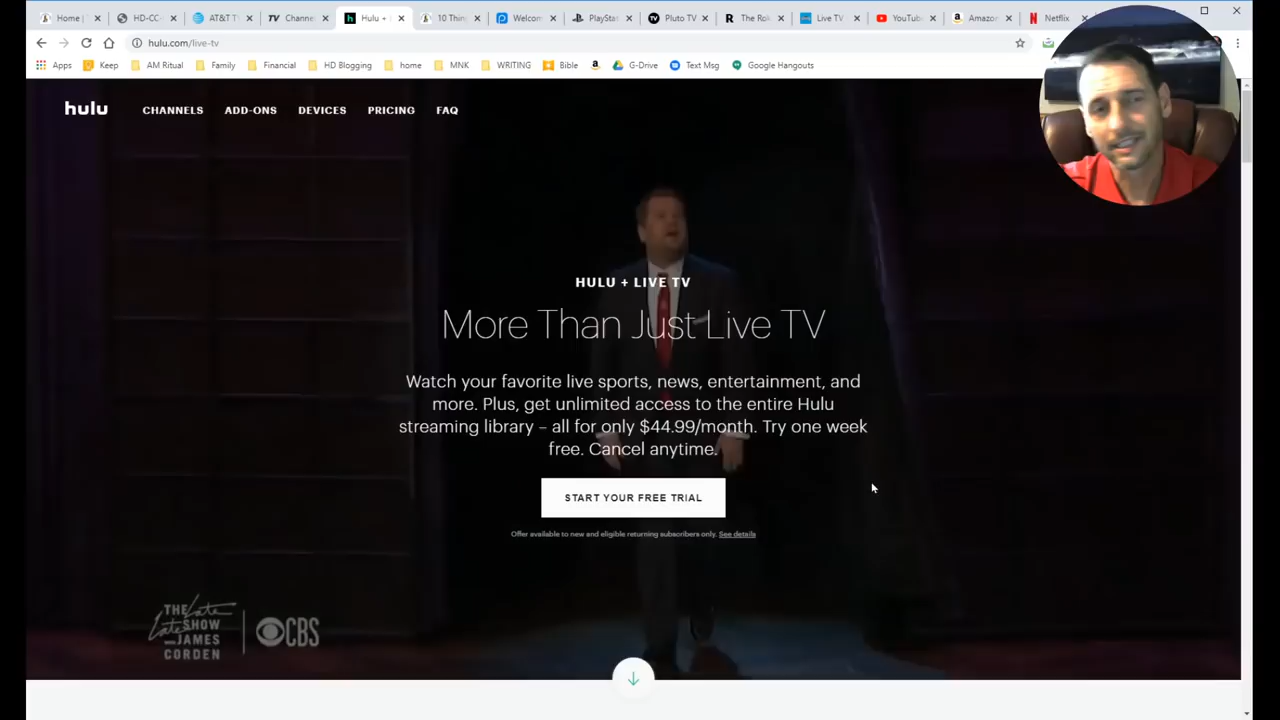 Home |
HD-CC-
AT&T T
Channe
Hulu +
10 Thin
Welcom
PlaySta
Pluto TV
The Rok
Live TV
YouTub
Amazon
Netflix
hulu.com/live-tv
Apps
Keep
AM Ritual
Family
Financial
HD Blogging
home
MNK
WRITING
Bible
G-Drive
Text Msg
Google Hangouts
hulu
CHANNELS
ADD-ONS
DEVICES
PRICING
FAQ
HULU + LIVE TV
More Than Just Live TV
Watch your favorite live sports, news, entertainment, and
more. Plus, get unlimited access to the entire Hulu
streaming library – all for only $44.99/month. Try one week
free. Cancel anytime.
START YOUR FREE TRIAL
Offer available to new and eligible returning subscribers only. See details
THE Late
Late SHOW
with JAMES
CORDEN
CBS